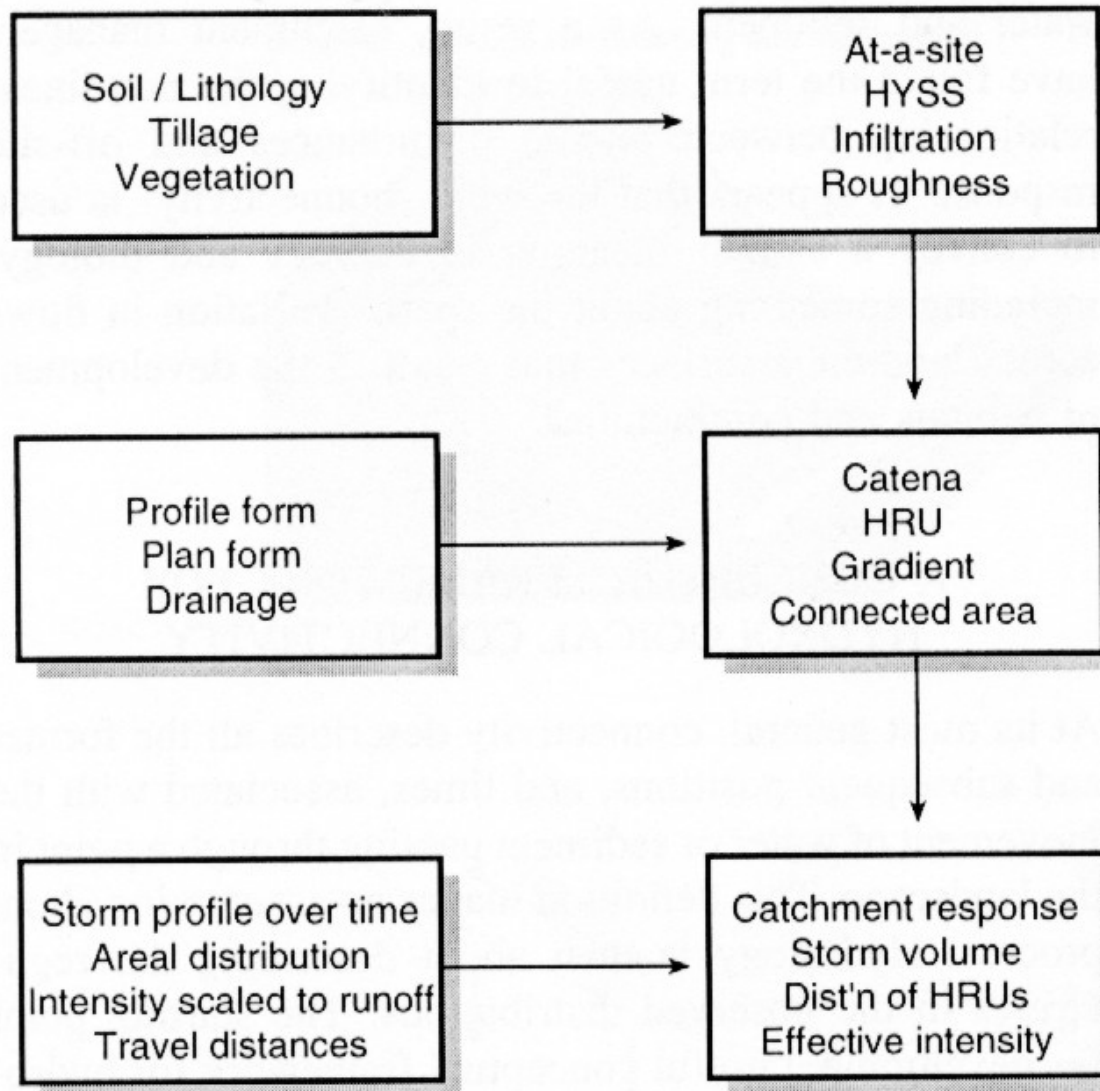 Soil / Lithology
Tillage
Vegetation
At-a-site
HYSS
Infiltration
Roughness
Profile form
Plan form
Drainage
Catena
HRU
Gradient
Connected area
Storm profile over time
Areal distribution
Intensity scaled to runoff
Travel distances
Catchment response
Storm volume
Dist'n of HRUs
Effective intensity